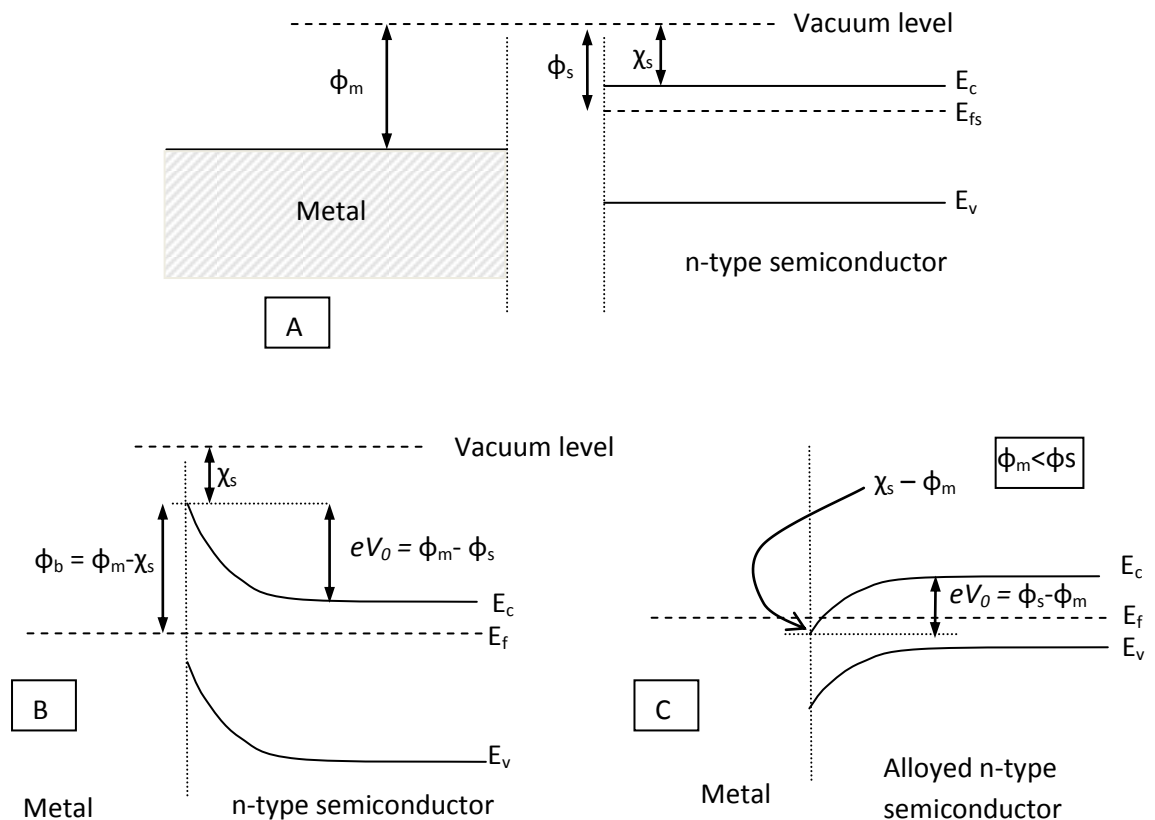 Vacuum level
ϕm
ϕs
χs
Ec
Efs
Metal
Ev
n-type semiconductor
A
Vacuum level
χs
ϕm<ϕs
χs – ϕm
ϕb = ϕm-χs
eV0 = ϕm- ϕs
Ec
Ef
Ec
eV0 = ϕs-ϕm
Ef
Ev
B
C
Ev
Metal
n-type semiconductor
Metal
Alloyed n-type
semiconductor